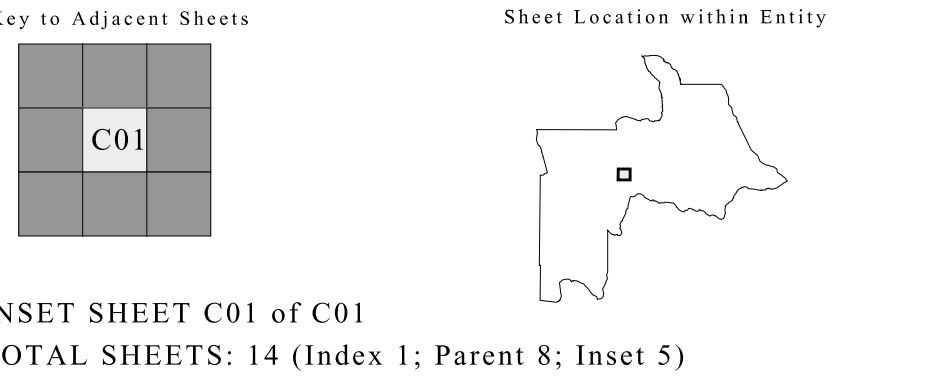 Key to Adjacent Sheets
Sheet Location within Entity
C01
INSET SHEET C01 of C01
TOTAL SHEETS: 14 (Index 1; Parent 8; Inset 5)